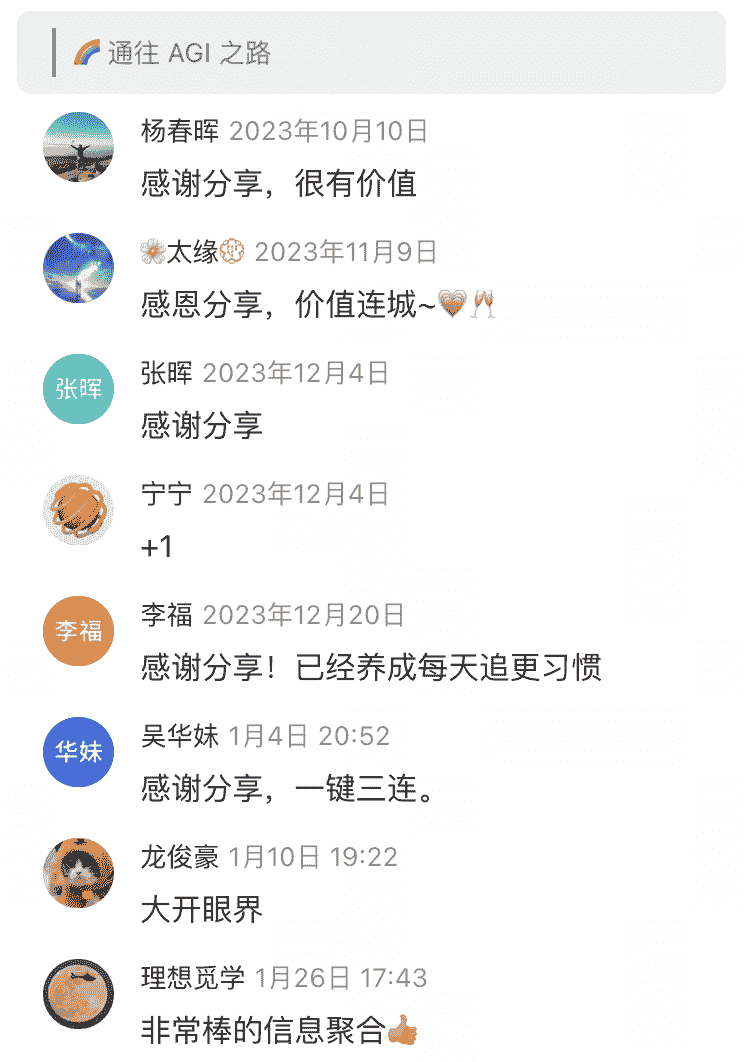 🌈 通往 AGI 之路
杨春晖 2023年10月10日
感谢分享，很有价值
🌸太缘💮 2023年11月9日
感恩分享，价值连城~💗🥂
张晖
张晖 2023年12月4日
感谢分享
宁宁 2023年12月4日
+1
李福
李福 2023年12月20日
感谢分享！已经养成每天追更习惯
华妹
吴华妹 1月4日 20:52
感谢分享，一键三连。
龙俊豪 1月10日 19:22
大开眼界
理想觅学 1月26日 17:43
非常棒的信息聚合👍